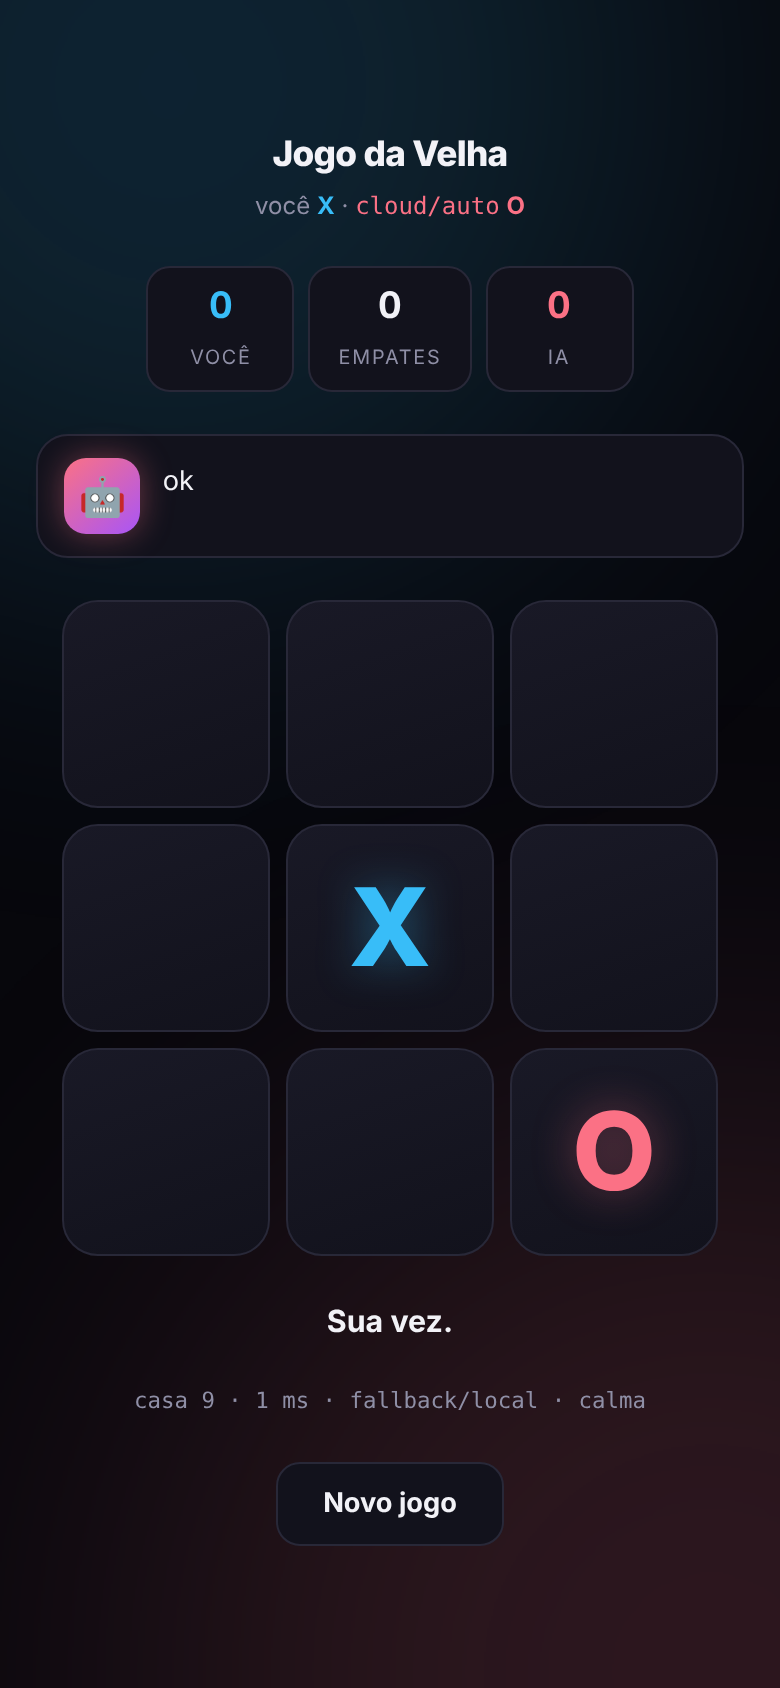 Jogo da Velha
você X · cloud/auto O
0 0 0
VOCÊ EMPATES IA
ok
X
O
Sua vez.
casa 9 · 1 ms · fallback/local · calma
Novo jogo